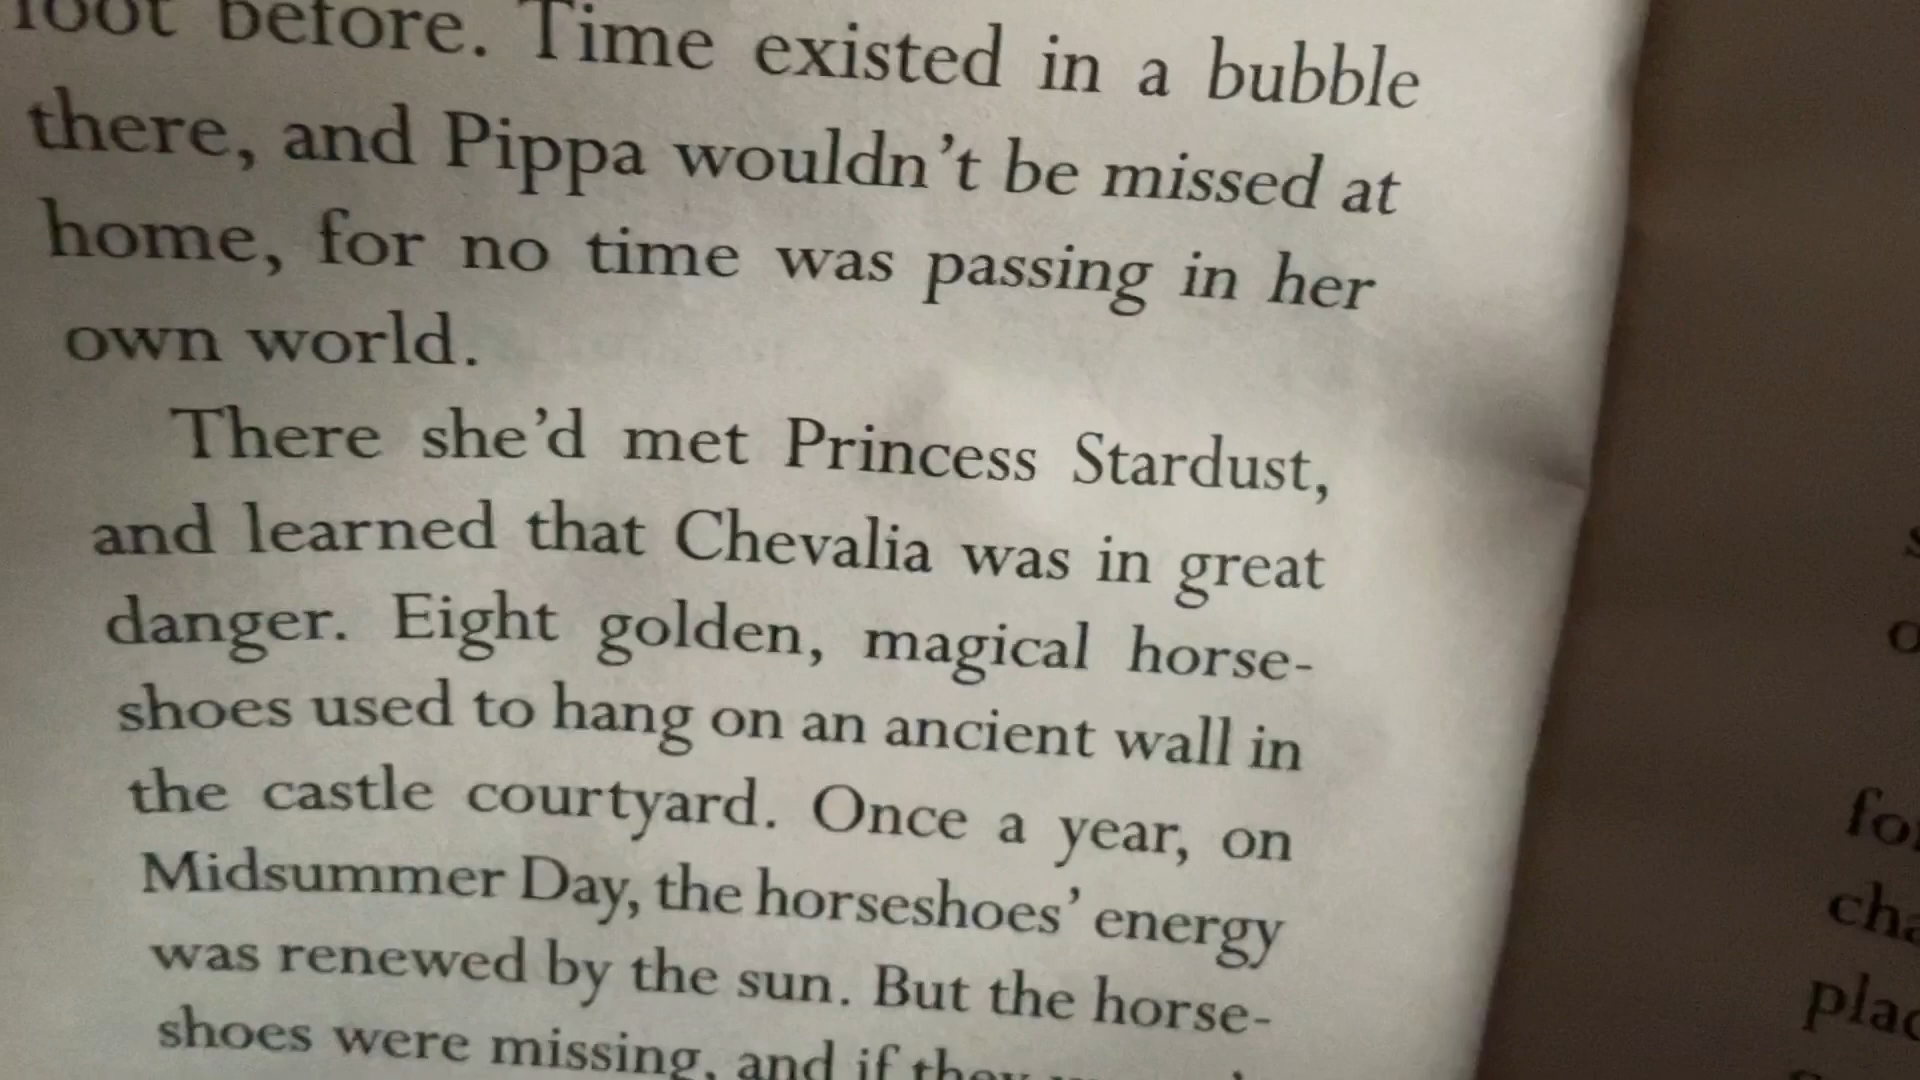 foot before. Time existed in a bubble
there, and Pippa wouldn't be missed at
home, for no time was passing in her
own world.
There she'd met Princess Stardust,
and learned that Chevalia was in great
danger. Eight golden, magical horse-
shoes used to hang on an ancient wall in
the castle courtyard. Once a year, on
Midsummer Day, the horseshoes' energy
was renewed by the sun. But the horse-
shoes were missing, and if they